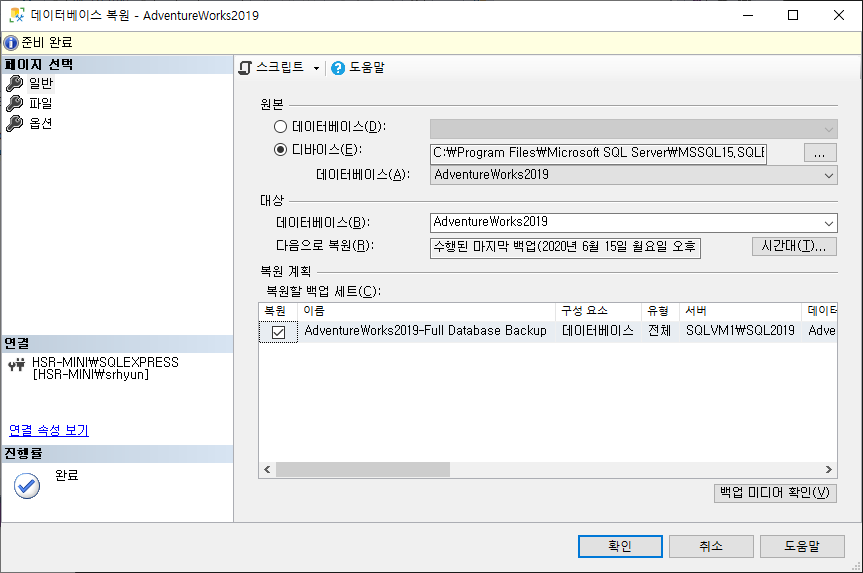 데이터베이스 복원 - AdventureWorks2019
준비 완료
페이지 선택
일반
파일
옵션
스크립트
도움말
원본
데이터베이스(D):
디바이스(E):
C:₩Program Files₩Microsoft SQL Server₩MSSQL15,SQLE
...
데이터베이스(A):
AdventureWorks2019
대상
데이터베이스(B):
AdventureWorks2019
다음으로 복원(R):
수행된 마지막 백업(2020년 6월 15일 월요일 오후
시간대(T)...
복원 계획
복원할 백업 세트(C):
복원 이름 구성 요소 유형 서버 데이터
AdventureWorks2019-Full Database Backup 데이터베이스 전체 SQLVM1₩SQL2019 Adve
연결
HSR-MINI₩SQLEXPRESS
[HSR-MINI₩srhyun]
연결 속성 보기
진행률
완료
백업 미디어 확인(V)
확인
취소
도움말